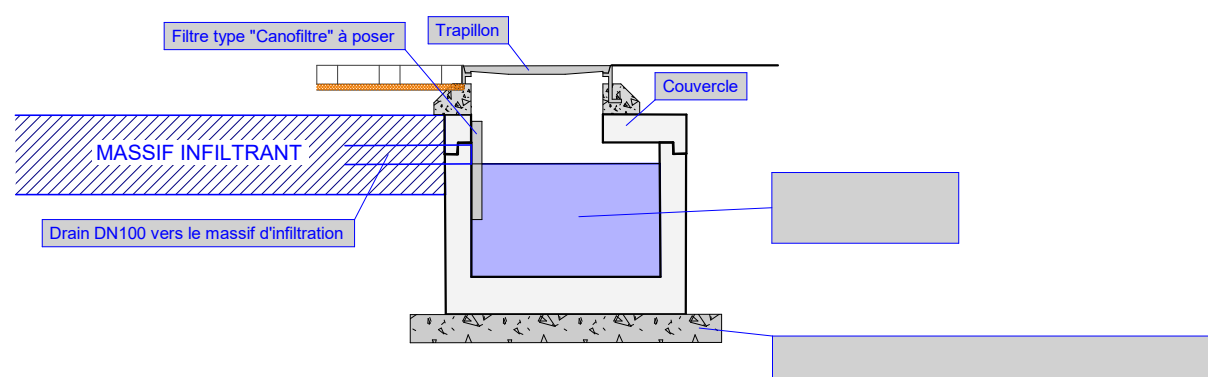 Filtre type "Canofiltre" à poser
Trapillon
Couvercle
MASSIF INFILTRANT
Drain DN100 vers le massif d'infiltration